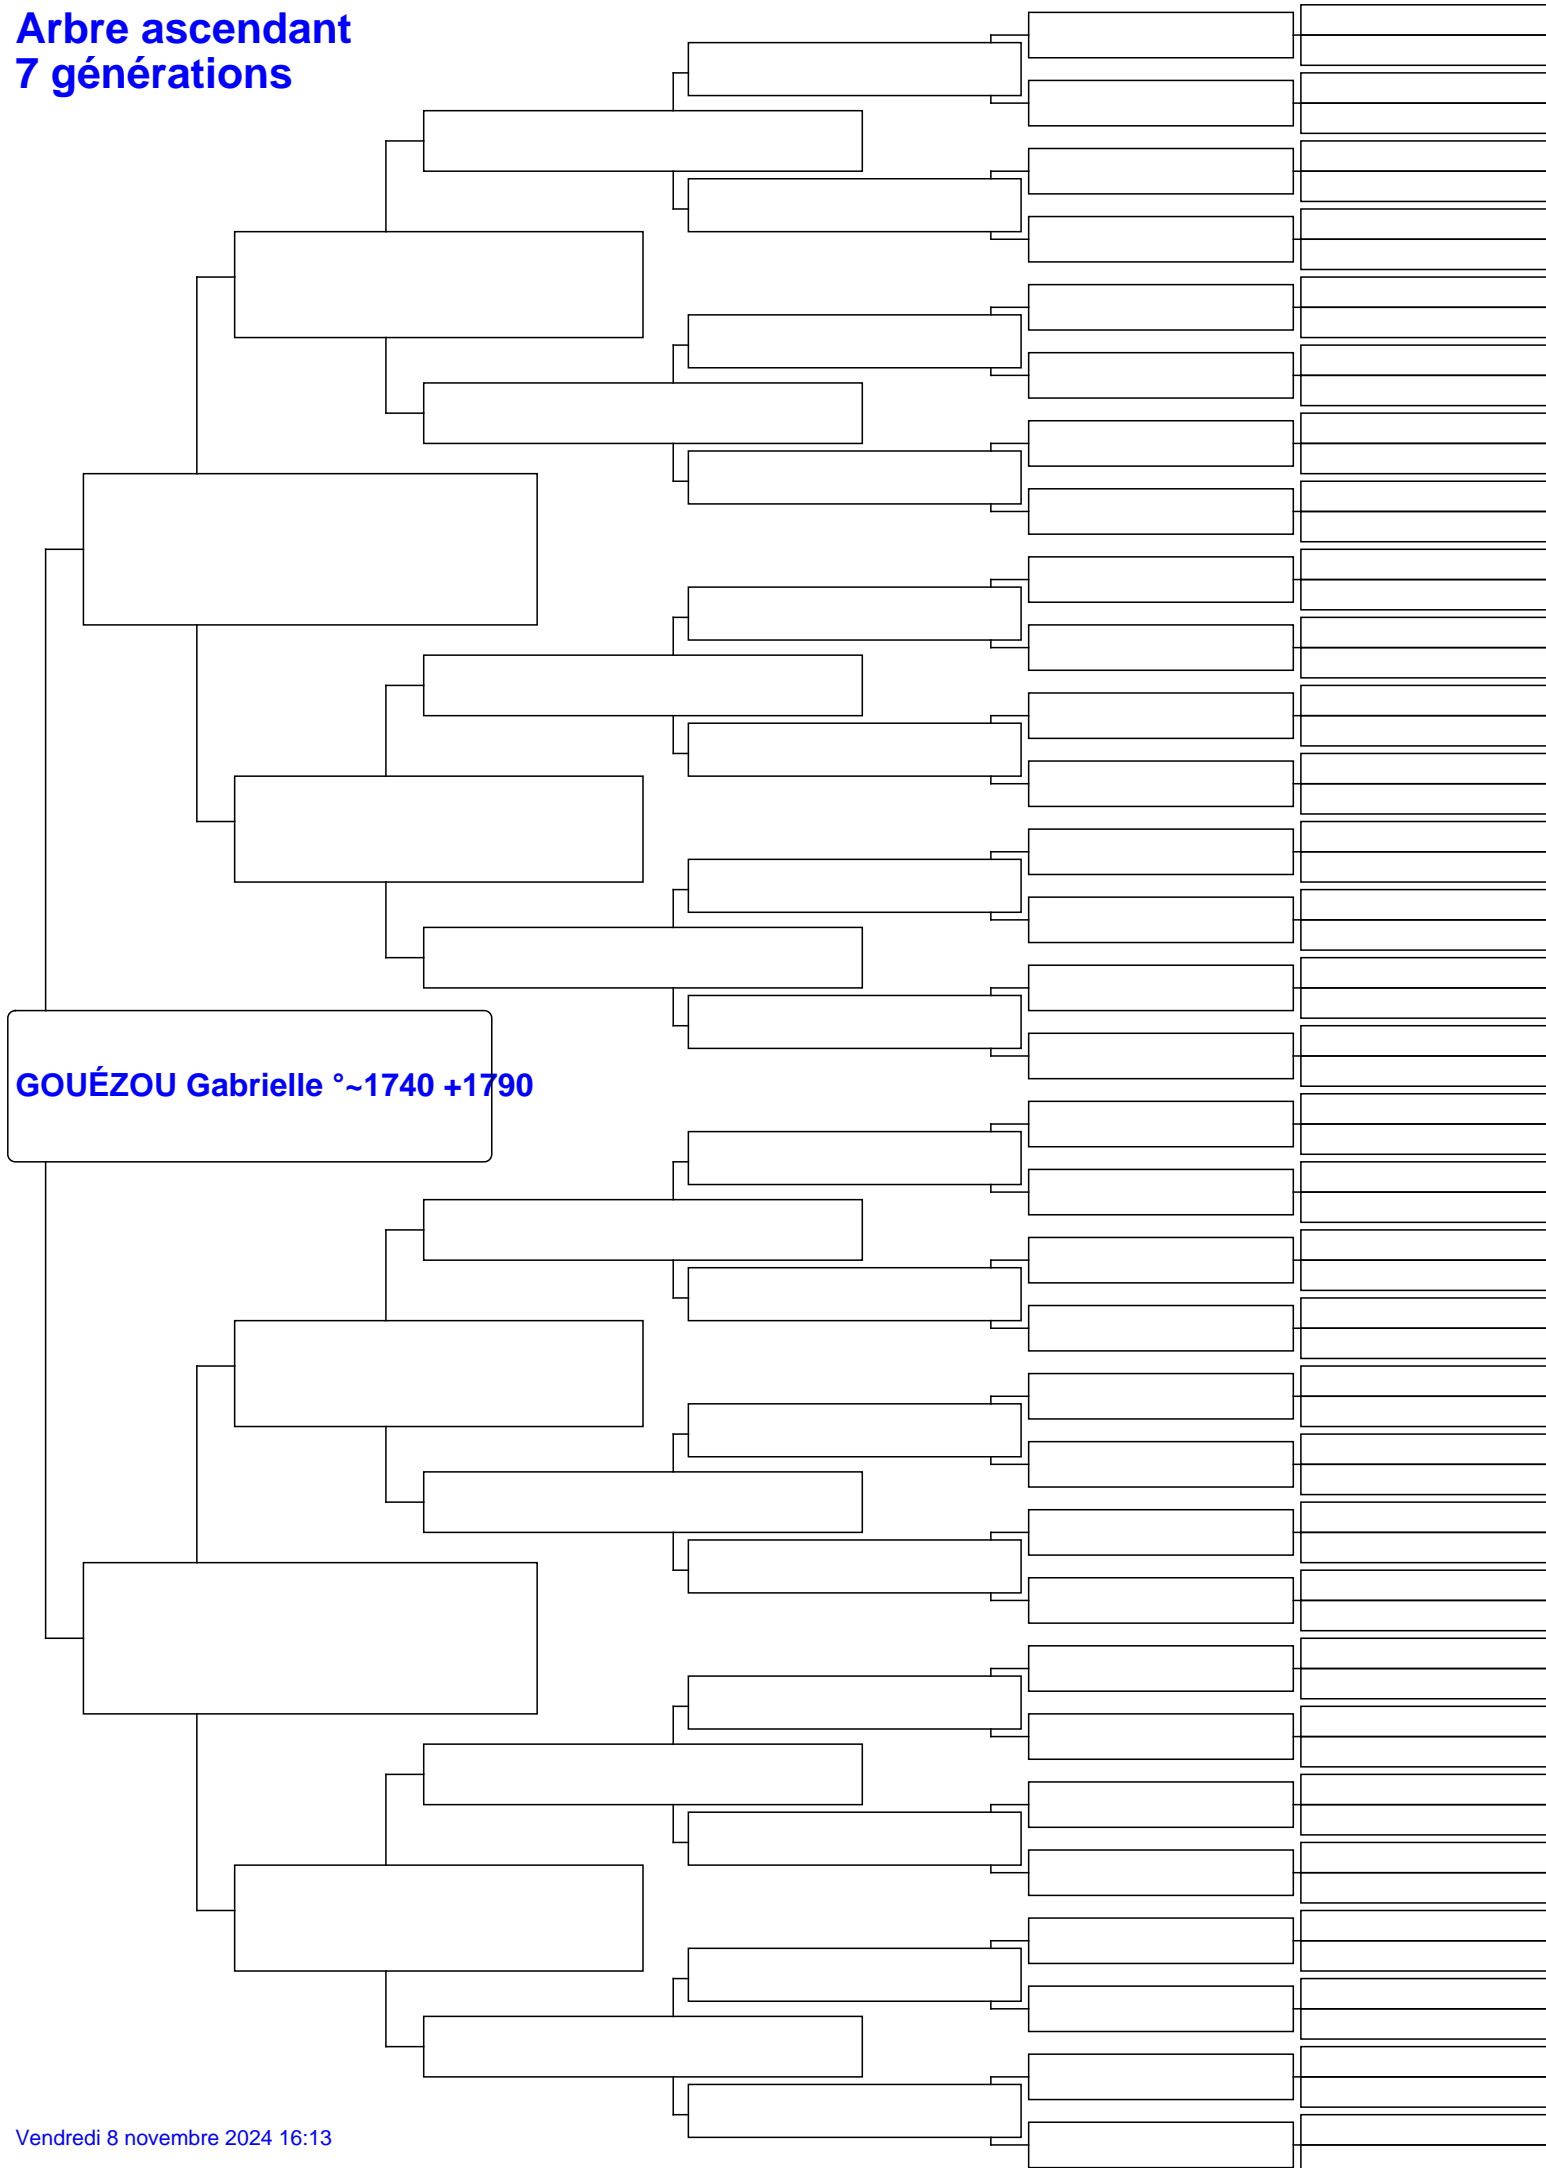 Arbre ascendant
7 générations
GOUÉZOU Gabrielle °~1740 +1790
Vendredi 8 novembre 2024 16:13